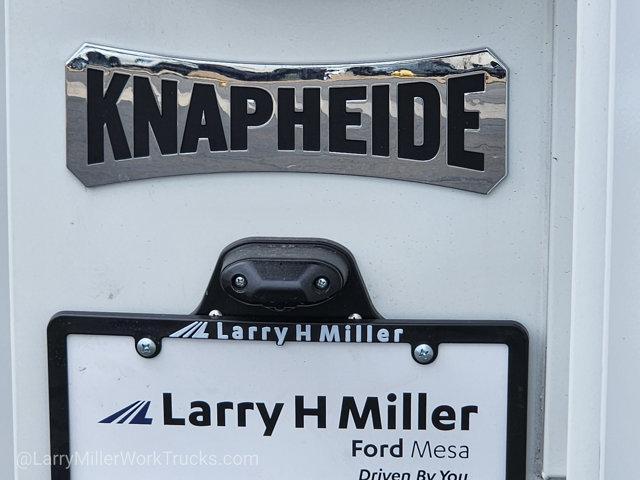 KNAPHEIDE
Larry H Miller
Larry H Miller
Ford Mesa
Driven By You
@LarryMillerWorkTrucks.com